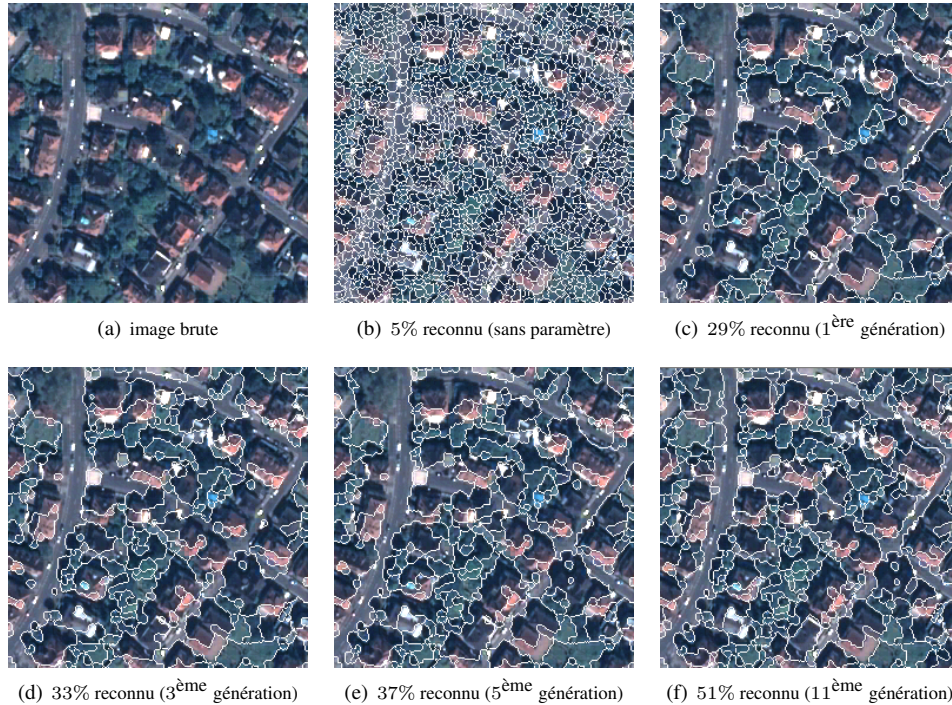 (a) image brute
(b) 5% reconnu (sans paramètre)
(c) 29% reconnu (1ère génération)
(d) 33% reconnu (3ème génération)
(e) 37% reconnu (5ème génération)
(f) 51% reconnu (11ème génération)